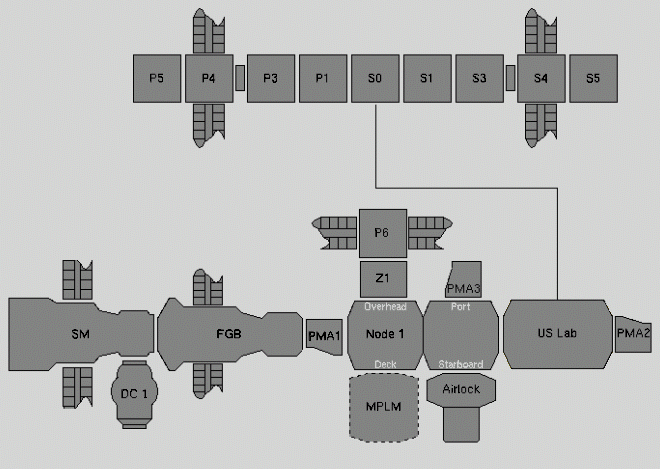 P5
P4
P3
P1
S0
S1
S3
S4
S5
P6
Z1
PMA3
Overhead
Port
SM
FGB
PMA1
Node 1
US Lab
PMA2
Deck
Starboard
DC 1
MPLM
Airlock